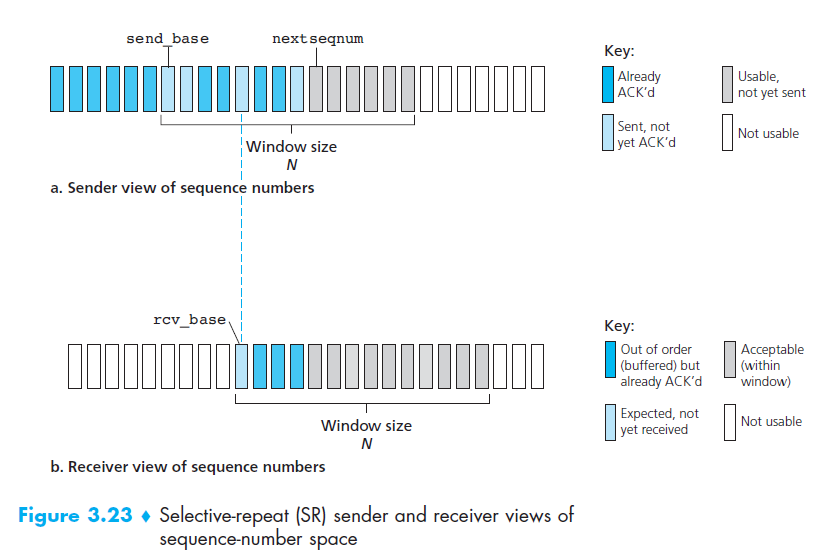 send_base
nextseqnum
Key:
Already
ACK'd
Usable,
not yet sent
Sent, not
yet ACK'd
Not usable
Window size
N
a. Sender view of sequence numbers
rcv_base
Key:
Out of order
(buffered) but
already ACK'd
Acceptable
(within
window)
Expected, not
yet received
Not usable
Window size
N
b. Receiver view of sequence numbers
Figure 3.23 ♦ Selective-repeat (SR) sender and receiver views of
sequence-number space